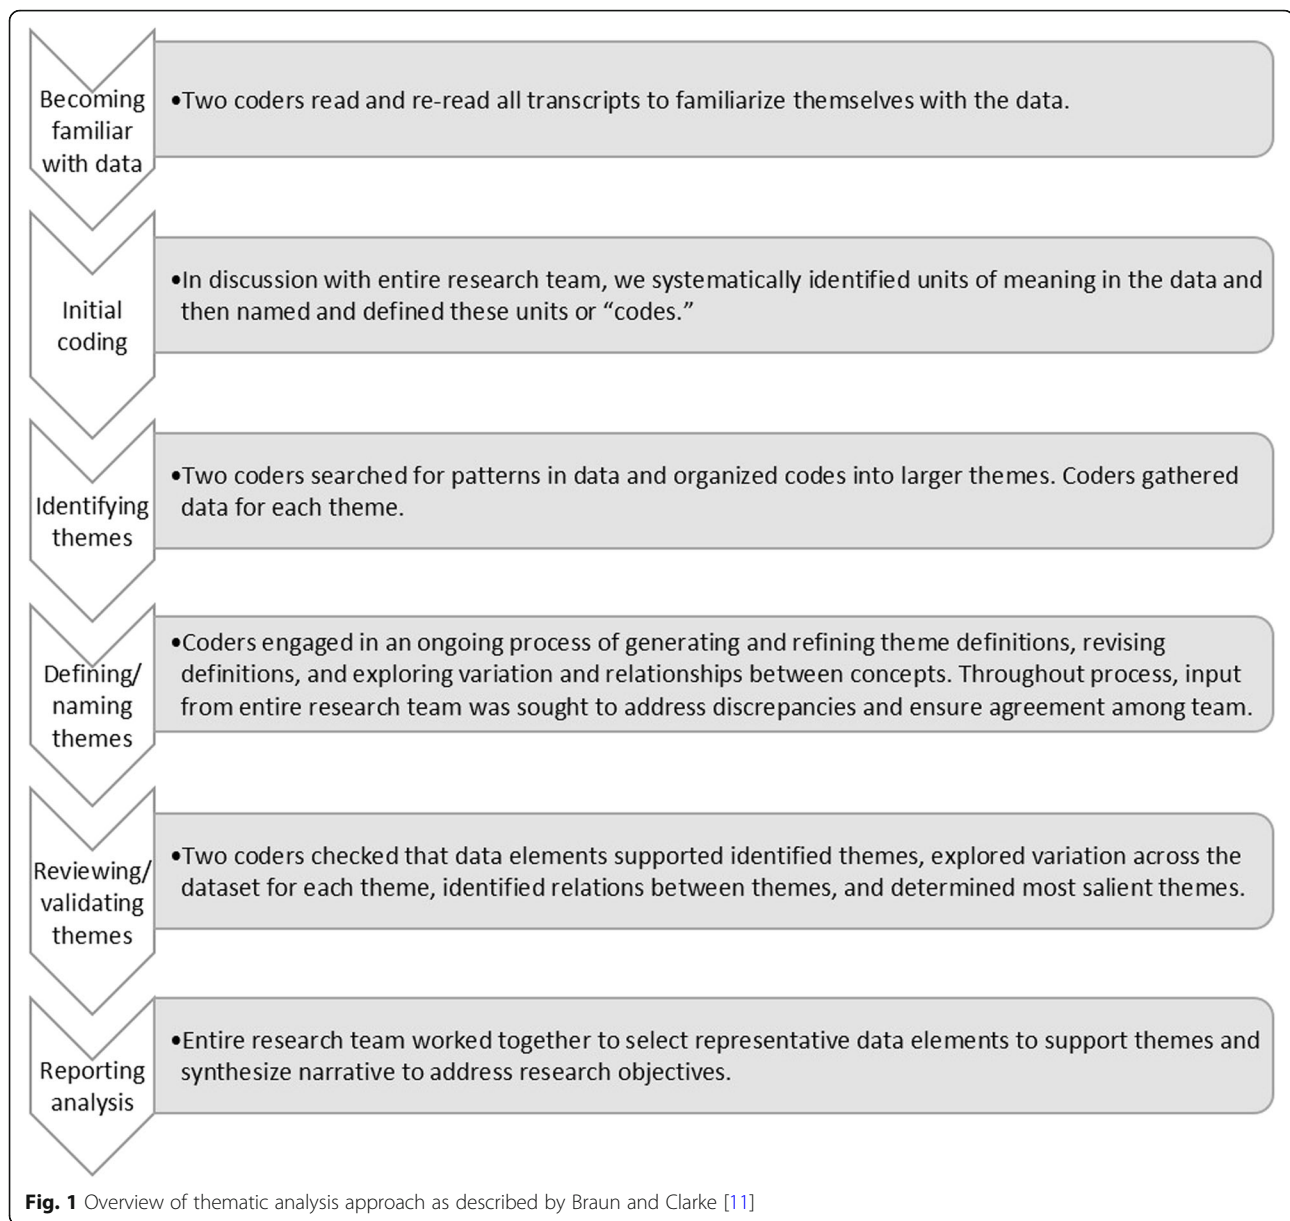 Becoming
familiar
with data
•Two coders read and re-read all transcripts to familiarize themselves with the data.
Initial
coding
•In discussion with entire research team, we systematically identified units of meaning in the data and
then named and defined these units or “codes.”
Identifying
themes
•Two coders searched for patterns in data and organized codes into larger themes. Coders gathered
data for each theme.
Defining/
naming
themes
•Coders engaged in an ongoing process of generating and refining theme definitions, revising
definitions, and exploring variation and relationships between concepts. Throughout process, input
from entire research team was sought to address discrepancies and ensure agreement among team.
Reviewing/
validating
themes
•Two coders checked that data elements supported identified themes, explored variation across the
dataset for each theme, identified relations between themes, and determined most salient themes.
Reporting
analysis
•Entire research team worked together to select representative data elements to support themes and
synthesize narrative to address research objectives.
Fig. 1 Overview of thematic analysis approach as described by Braun and Clarke [11]